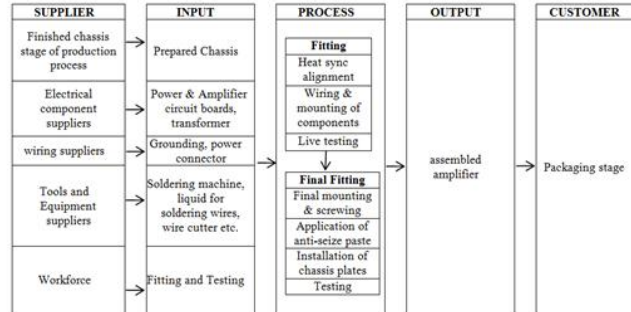 SUPPLIER
Finished chassis
stage of production
process
Electrical
component
suppliers
wiring suppliers
Tools and
Equipment
suppliers
Workforce
INPUT
Prepared Chassis
Power & Amplifier
circuit boards,
transformer
Grounding, power
connector
Soldering machine,
liquid for
soldering wires,
wire cutter etc.
Fitting and Testing
PROCESS
Fitting
Heat sync
alignment
Wiring &
mounting of
components
Live testing
Final Fitting
Final mounting
& screwing
Application of
anti-seize paste
Installation of
chassis plates
Testing
OUTPUT
assembled
amplifier
CUSTOMER
Packaging stage